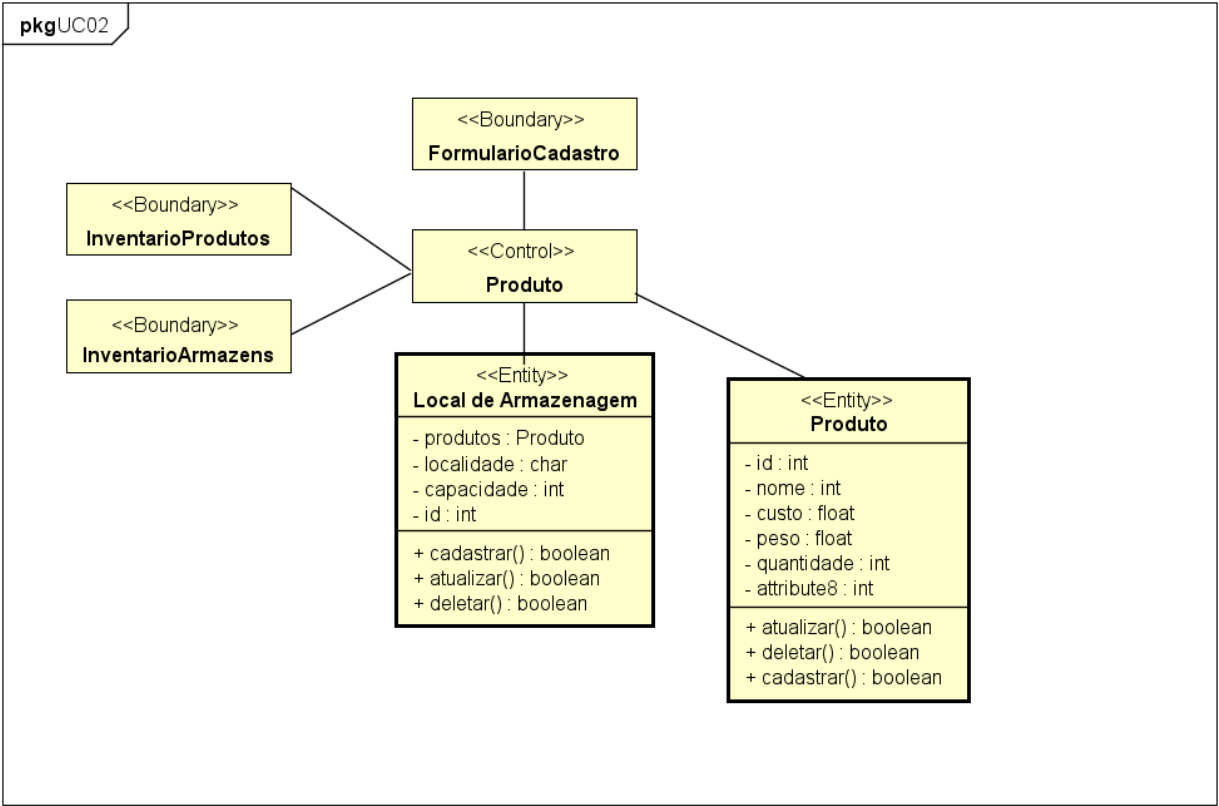 pkg UC02
<<Boundary>>
FormularioCadastro
<<Boundary>>
InventarioProdutos
<<Control>>
Produto
<<Boundary>>
InventarioArmazens
<<Entity>>
Local de Armazenagem
- produtos : Produto
- localidade : char
- capacidade : int
- id : int
+ cadastrar() : boolean
+ atualizar() : boolean
+ deletar() : boolean
<<Entity>>
Produto
- id : int
- nome : int
- custo : float
- peso : float
- quantidade : int
- attribute8 : int
+ atualizar() : boolean
+ deletar() : boolean
+ cadastrar() : boolean